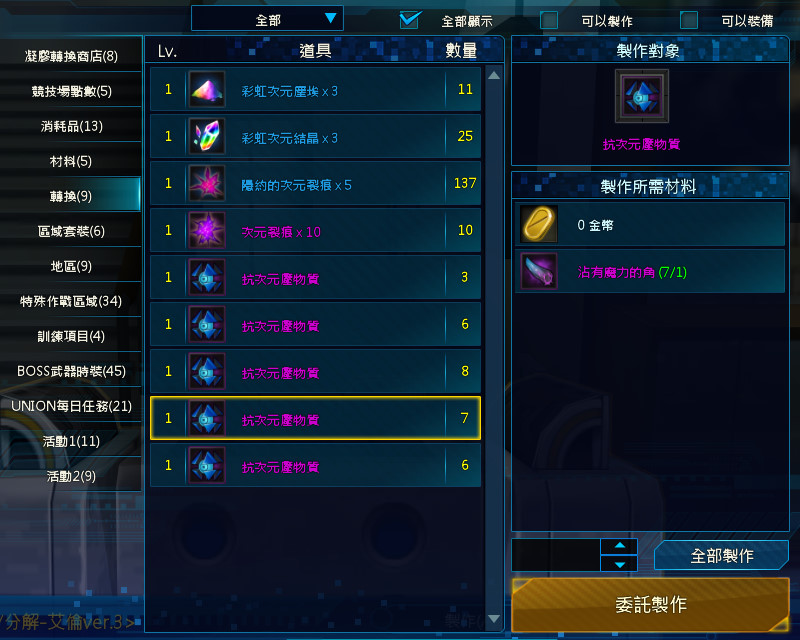 全部
全部顯示
可以製作
可以裝備
凝膠轉換商店(8)
競技場點數(5)
消耗品(13)
材料(5)
轉換(9)
區域套裝(6)
地區(9)
特殊作戰區域(34)
訓練項目(4)
BOSS武器時裝(45)
UNION每日任務(21)
活動1(11)
活動2(9)
Lv. 道具 數量
1 彩虹次元塵埃 x 3 11
1 彩虹次元結晶 x 3 25
1 隱約的次元裂痕 x 5 137
1 次元裂痕 x 10 10
1 抗次元塵物質 3
1 抗次元塵物質 6
1 抗次元塵物質 8
1 抗次元塵物質 7
1 抗次元塵物質 6
製作對象
抗次元塵物質
製作所需材料
0 金幣
沾有魔力的角 (7/1)
全部製作
委託製作
/分解-艾倫ver.3>